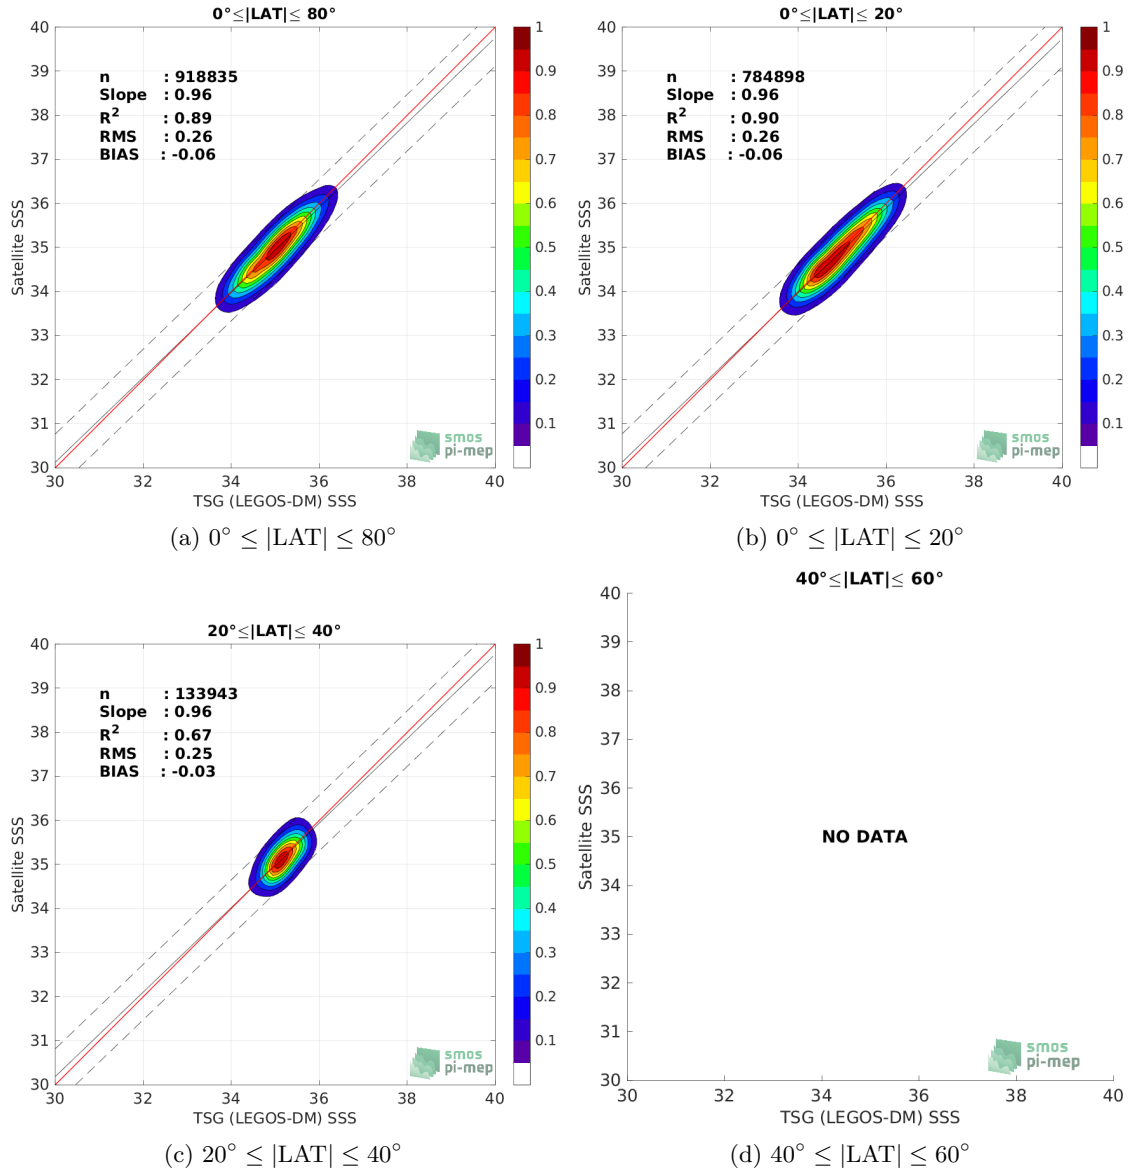 0°≤|LAT|≤ 80°
40
39
38
37
36
35
34
33
32
31
30
30 32 34 36 38 40
Satellite SSS
TSG (LEGOS-DM) SSS
n : 918835
Slope : 0.96
R² : 0.89
RMS : 0.26
BIAS : -0.06
1
0.9
0.8
0.7
0.6
0.5
0.4
0.3
0.2
0.1
smos
pi-mep
(a) 0° ≤ |LAT| ≤ 80°
0°≤|LAT|≤ 20°
40
39
38
37
36
35
34
33
32
31
30
30 32 34 36 38 40
Satellite SSS
TSG (LEGOS-DM) SSS
n : 784898
Slope : 0.96
R² : 0.90
RMS : 0.26
BIAS : -0.06
1
0.9
0.8
0.7
0.6
0.5
0.4
0.3
0.2
0.1
smos
pi-mep
(b) 0° ≤ |LAT| ≤ 20°
20°≤|LAT|≤ 40°
40
39
38
37
36
35
34
33
32
31
30
30 32 34 36 38 40
Satellite SSS
TSG (LEGOS-DM) SSS
n : 133943
Slope : 0.96
R² : 0.67
RMS : 0.25
BIAS : -0.03
1
0.9
0.8
0.7
0.6
0.5
0.4
0.3
0.2
0.1
smos
pi-mep
(c) 20° ≤ |LAT| ≤ 40°
40°≤|LAT|≤ 60°
40
39
38
37
36
35
34
33
32
31
30
30 32 34 36 38 40
Satellite SSS
TSG (LEGOS-DM) SSS
NO DATA
smos
pi-mep
(d) 40° ≤ |LAT| ≤ 60°